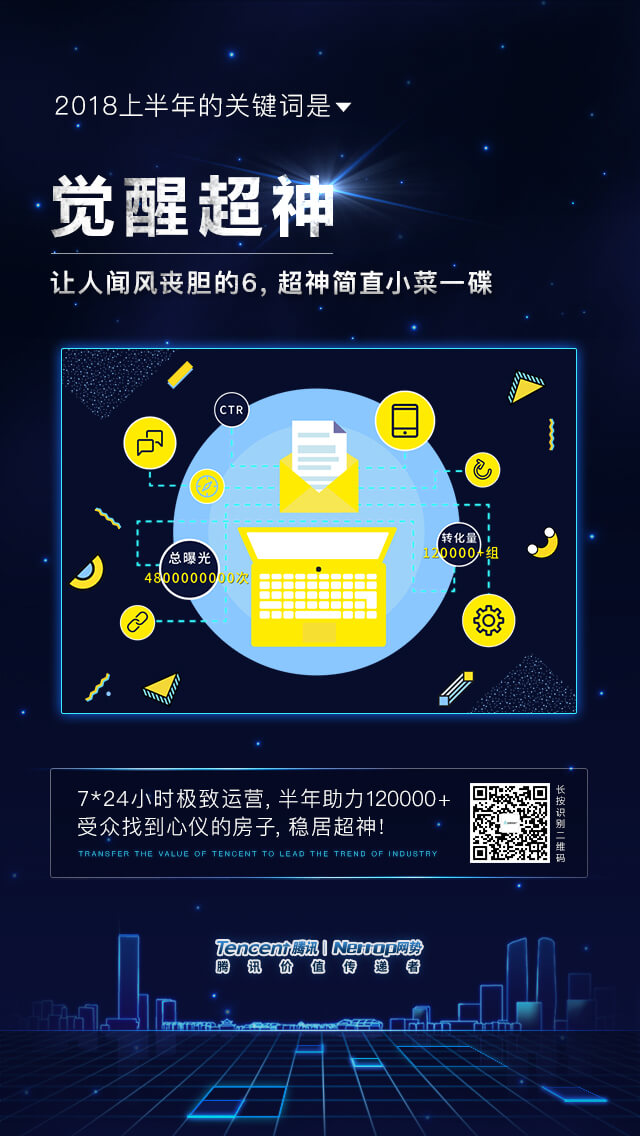 2018上半年的关键词是
觉醒超神
让人闻风丧胆的6, 超神简直小菜一碟
CTR
总曝光
4800000000次
转化量
120000+组
7*24小时极致运营, 半年助力120000+
受众找到心仪的房子, 稳居超神!
TRANSFER THE VALUE OF TENCENT TO LEAD THE TREND OF INDUSTRY
长按识别二维码
Tencent腾讯 | Nettop网势
腾讯价值传递者